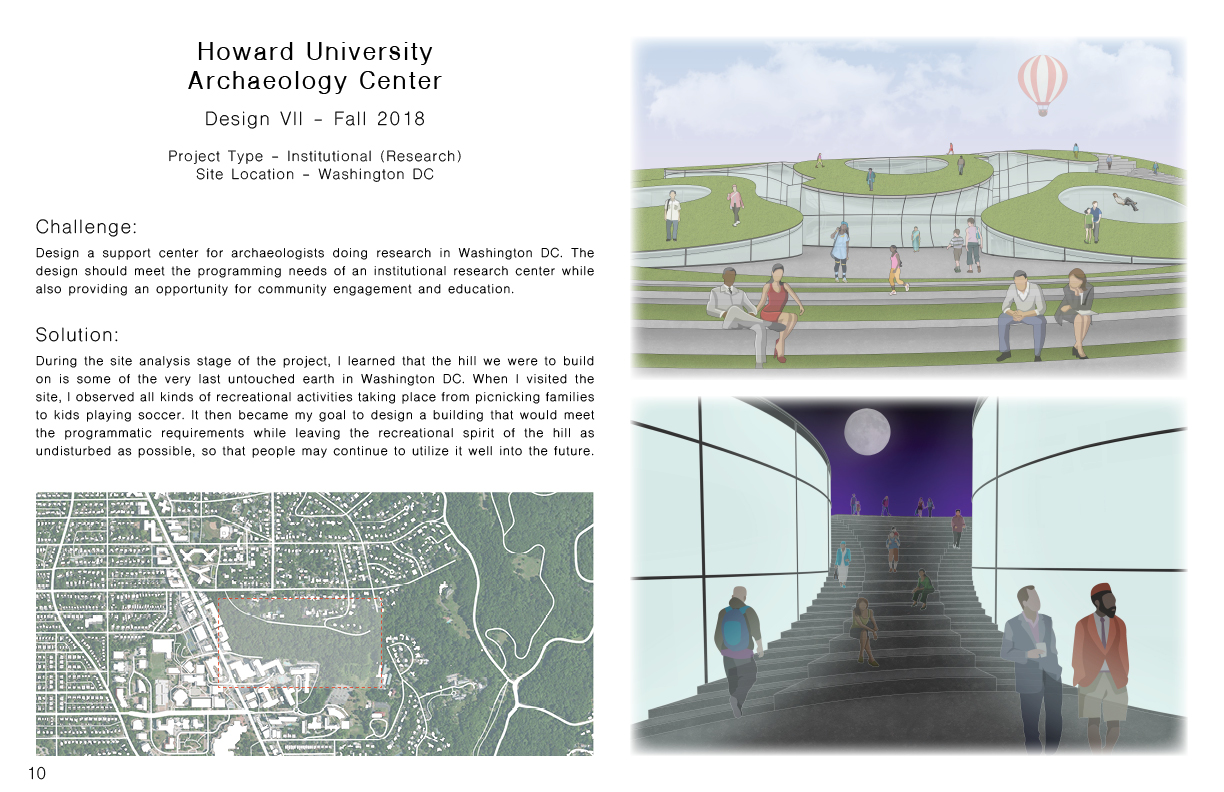 Howard University
Archaeology Center
Design VII – Fall 2018
Project Type – Institutional (Research)
Site Location – Washington DC
Challenge:
Design a support center for archaeologists doing research in Washington DC. The
design should meet the programming needs of an institutional research center while
also providing an opportunity for community engagement and education.
Solution:
During the site analysis stage of the project, I learned that the hill we were to build
on is some of the very last untouched earth in Washington DC. When I visited the
site, I observed all kinds of recreational activities taking place from picnicking families
to kids playing soccer. It then became my goal to design a building that would meet
the programmatic requirements while leaving the recreational spirit of the hill as
undisturbed as possible, so that people may continue to utilize it well into the future.
10